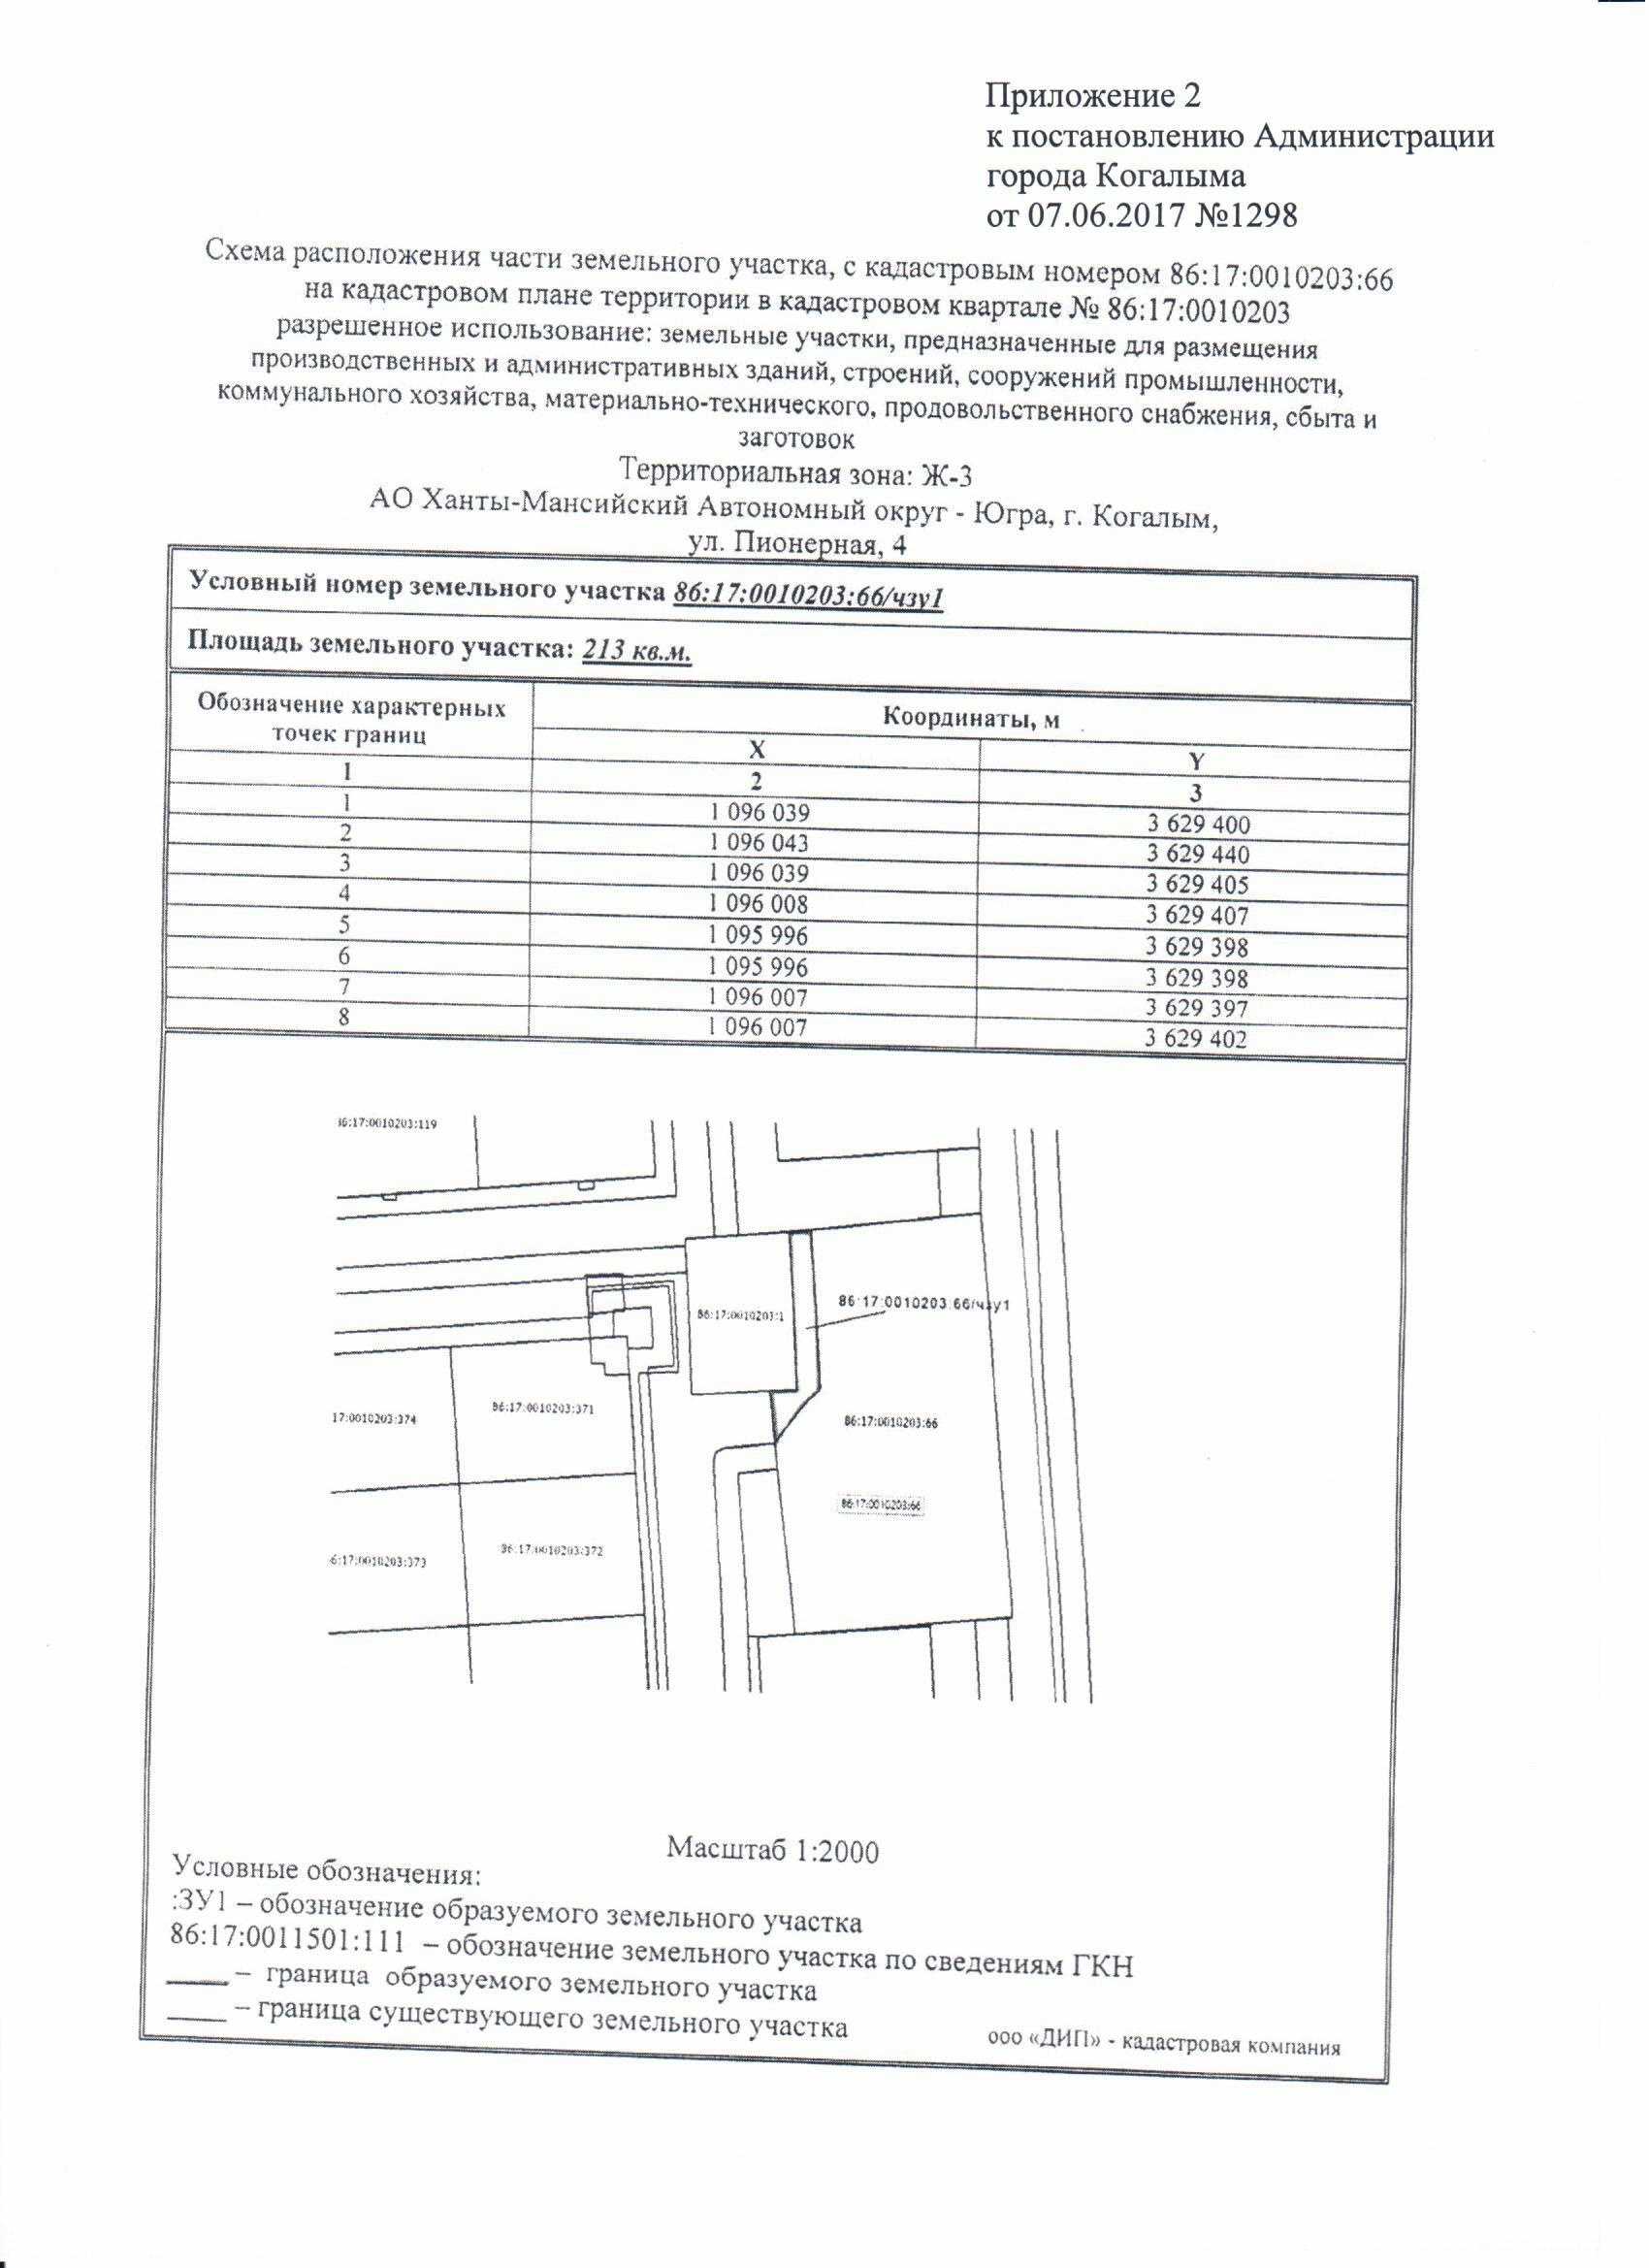 Приложение 2
к постановлению Администрации
города Когалыма
от 07.06.2017 №1298
Схема расположения части земельного участка, с кадастровым номером 86:17:0010203:66
на кадастровом плане территории в кадастровом квартале № 86:17:0010203
разрешенное использование: земельные участки, предназначенные для размещения
производственных и административных зданий, строений, сооружений промышленности,
коммунального хозяйства, материально-технического, продовольственного снабжения, сбыта и
заготовок
Территориальная зона: Ж-3
АО Ханты-Мансийский Автономный округ - Югра, г. Когалым,
ул. Пионерная, 4
Условный номер земельного участка 86:17:0010203:66/чзу1
Площадь земельного участка: 213 кв.м.
Обозначение характерных
точек границ
Координаты, м
X Y
1 2 3
1 1 096 039 3 629 400
2 1 096 043 3 629 440
3 1 096 039 3 629 405
4 1 096 008 3 629 407
5 1 095 996 3 629 398
6 1 095 996 3 629 398
7 1 096 007 3 629 397
8 1 096 007 3 629 402
86:17:0010203:119
86:17:0010203:66/чзу1
86:17:0010203:1
17:0010203:374
86:17:0010203:371
86:17:0010203:66
86:17:0010203:66
6:17:0010203:373
86:17:0010203:372
Масштаб 1:2000
Условные обозначения:
:ЗУ1 – обозначение образуемого земельного участка
86:17:0011501:111 – обозначение земельного участка по сведениям ГКН
____ – граница образуемого земельного участка
____ – граница существующего земельного участка
ооо «ДИП» - кадастровая компания